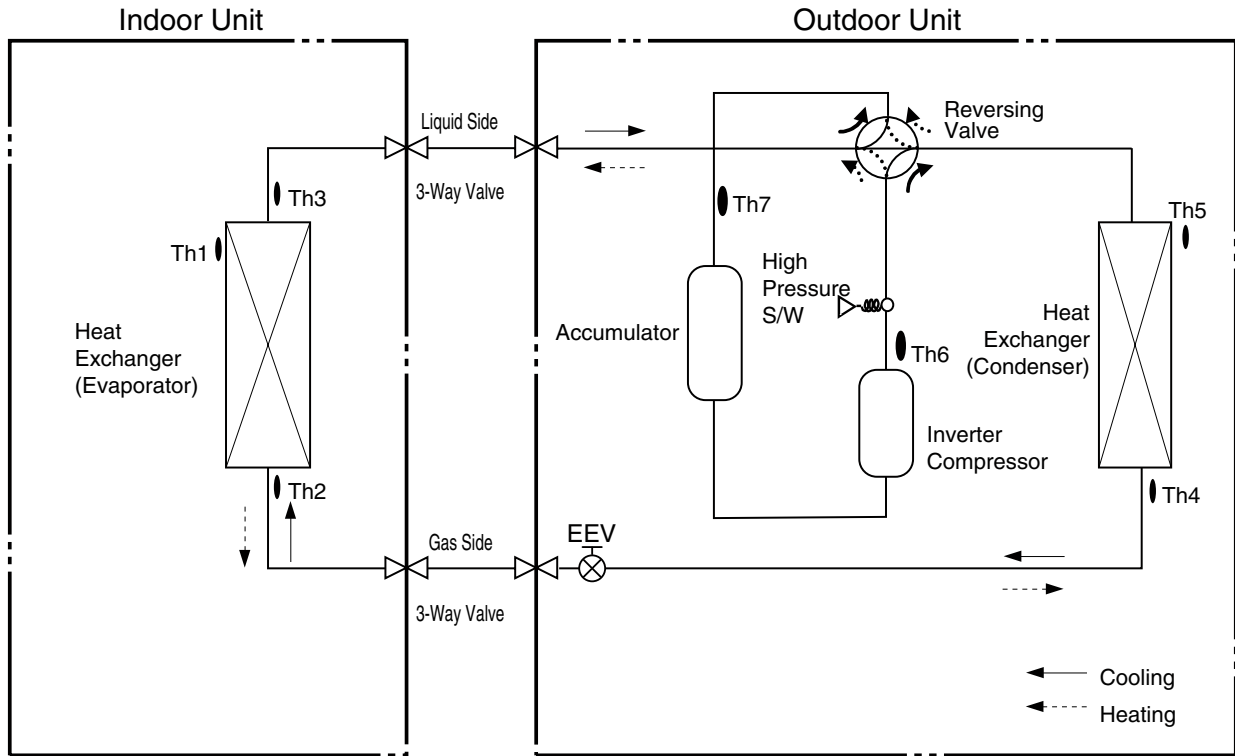 Indoor Unit
Outdoor Unit
Liquid Side
3-Way Valve
Reversing
Valve
Th3
Th1
Th7
Th5
High
Pressure
S/W
Accumulator
Heat
Exchanger
(Evaporator)
Th6
Heat
Exchanger
(Condenser)
Inverter
Compressor
Th2
Th4
Gas Side
3-Way Valve
EEV
Cooling
Heating